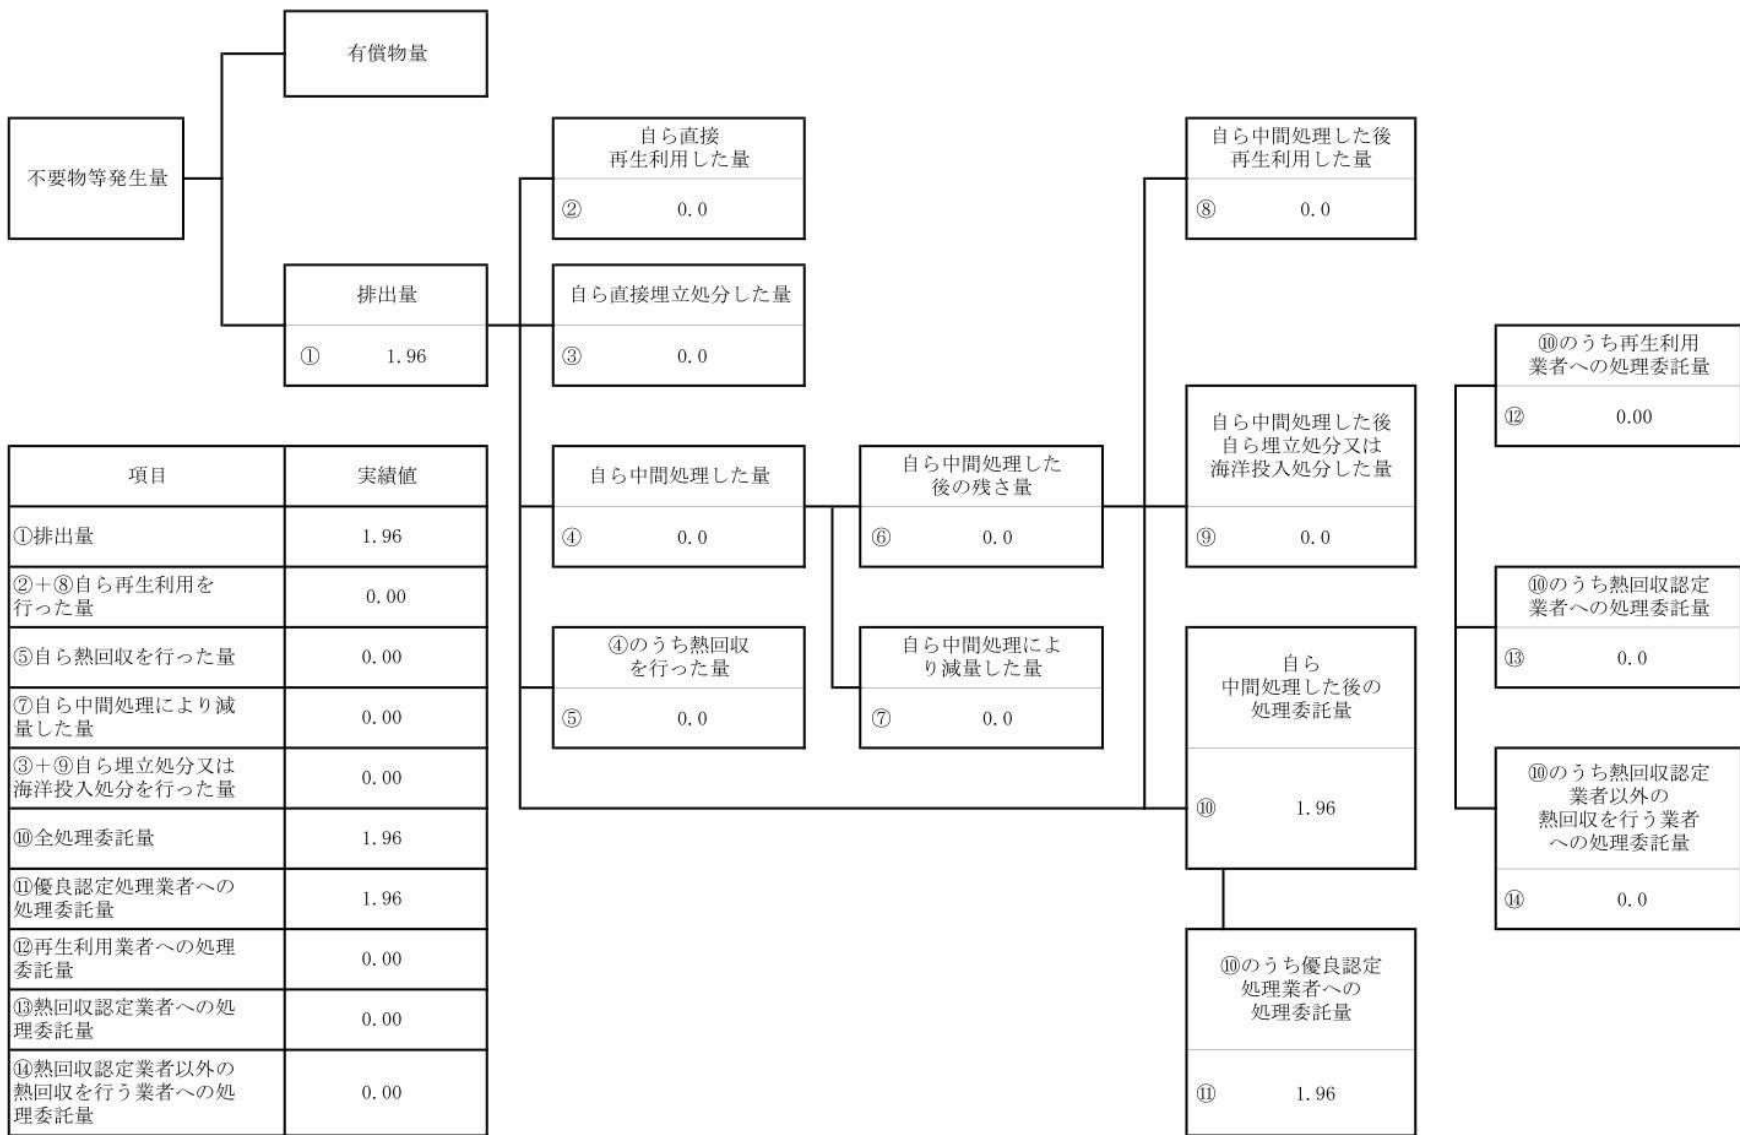 有償物量
不要物等発生量
排出量
① 1.96
自ら直接
再生利用した量
② 0.0
自ら直接埋立処分した量
③ 0.0
自ら中間処理した量
④ 0.0
④のうち熱回収
を行った量
⑤ 0.0
自ら中間処理した
後の残さ量
⑥ 0.0
自ら中間処理によ
り減量した量
⑦ 0.0
自ら中間処理した後
再生利用した量
⑧ 0.0
自ら中間処理した後
自ら埋立処分又は
海洋投入処分した量
⑨ 0.0
自ら
中間処理した後の
処理委託量
⑩ 1.96
⑩のうち優良認定
処理業者への
処理委託量
⑪ 1.96
⑩のうち再生利用
業者への処理委託量
⑫ 0.00
⑩のうち熱回収認定
業者への処理委託量
⑬ 0.0
⑩のうち熱回収認定
業者以外の
熱回収を行う業者
への処理委託量
⑭ 0.0
項目 実績値
①排出量 1.96
②＋⑧自ら再生利用を
行った量 0.00
⑤自ら熱回収を行った量 0.00
⑦自ら中間処理により減
量した量 0.00
③＋⑨自ら埋立処分又は
海洋投入処分を行った量 0.00
⑩全処理委託量 1.96
⑪優良認定処理業者への
処理委託量 1.96
⑫再生利用業者への処理
委託量 0.00
⑬熱回収認定業者への処
理委託量 0.00
⑭熱回収認定業者以外の
熱回収を行う業者への処
理委託量 0.00